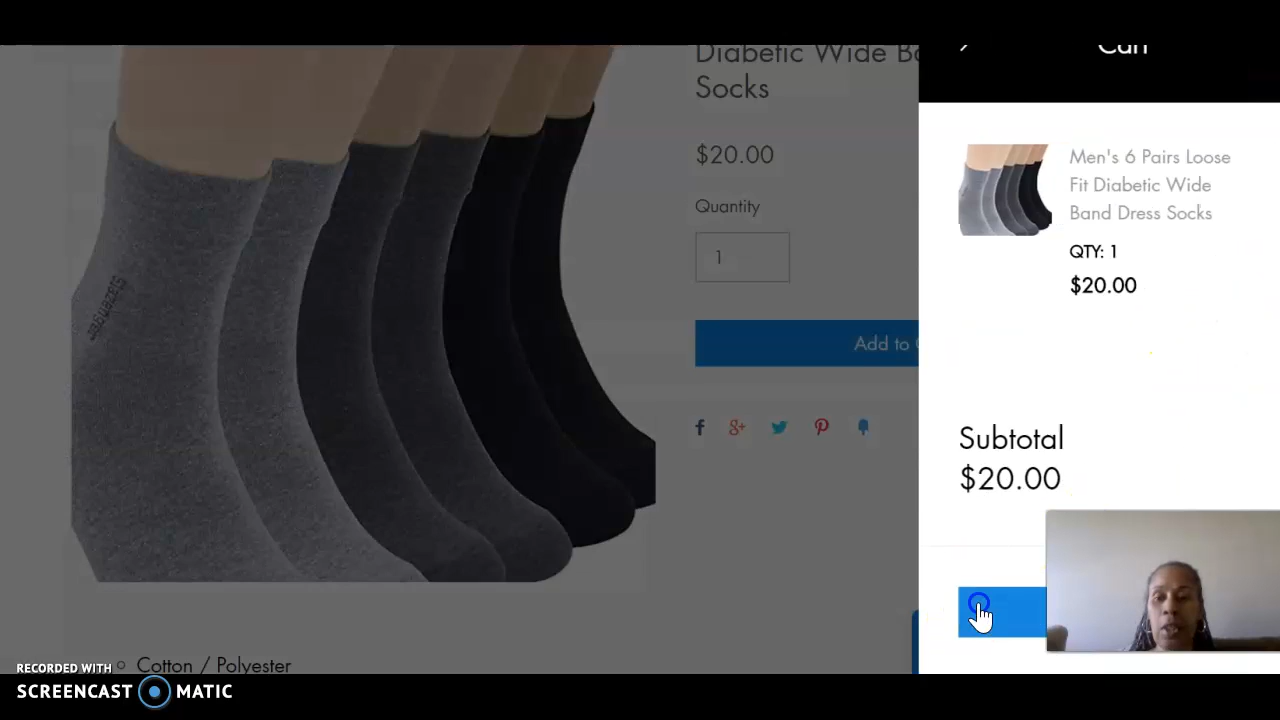 Diabetic Wide
Socks
$20.00
Quantity
1
Add to
Cotton / Polyester
Cart
Men's 6 Pairs Loose
Fit Diabetic Wide
Band Dress Socks
QTY: 1
$20.00
Subtotal
$20.00
RECORDED WITH
SCREENCAST MATIC